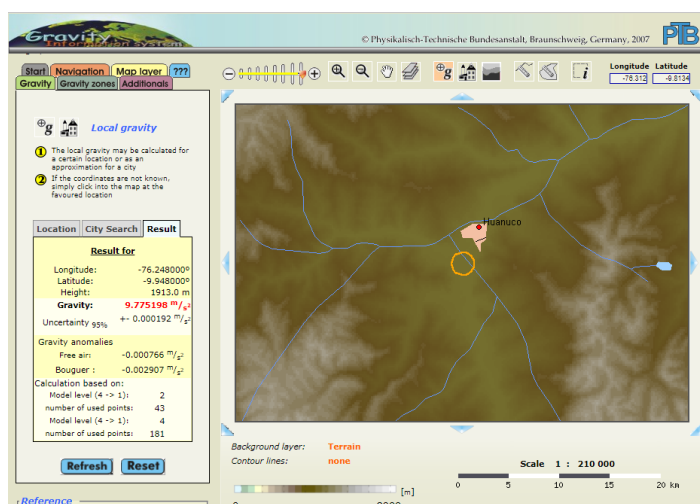 Gravity
Information system
© Physikalisch-Technische Bundesanstalt, Braunschweig, Germany, 2007
PTB
Start Navigation Map layer ???
Gravity Gravity zones Additionals
Longitude Latitude
-76.312 -9.8134
g Local gravity
1 The local gravity may be calculated for
a certain location or as an
approximation for a city
2 If the coordinates are not known,
simply click into the map at the
favoured location
Location City Search Result
Result for
Longitude: -76.248000º
Latitude: -9.948000º
Height: 1913.0 m
Gravity: 9.775198 m/s²
Uncertainty 95% +- 0.000192 m/s²
Gravity anomalies
Free air: -0.000766 m/s²
Bouguer : -0.002907 m/s²
Calculation based on:
Model level (4 -> 1): 2
number of used points: 43
Model level (4 -> 1): 4
number of used points: 181
Refresh Reset
Reference
g
i
Huanuco
Background layer: Terrain
Contour lines: none
Scale 1 : 210 000
[m]
0 5 10 15 20 km